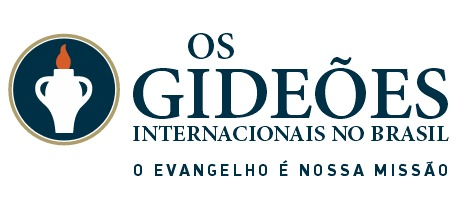 OS
GIDEÕES
INTERNACIONAIS NO BRASIL
O EVANGELHO É NOSSA MISSÃO